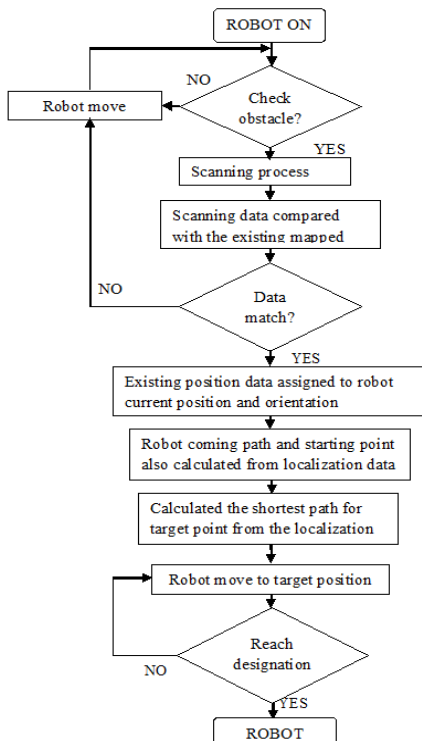 ROBOT ON
NO
Robot move
Check
obstacle?
YES
Scanning process
Scanning data compared
with the existing mapped
NO
Data
match?
YES
Existing position data assigned to robot
current position and orientation
Robot coming path and starting point
also calculated from localization data
Calculated the shortest path for
target point from the localization
Robot move to target position
Reach
designation
NO
YES
ROBOT